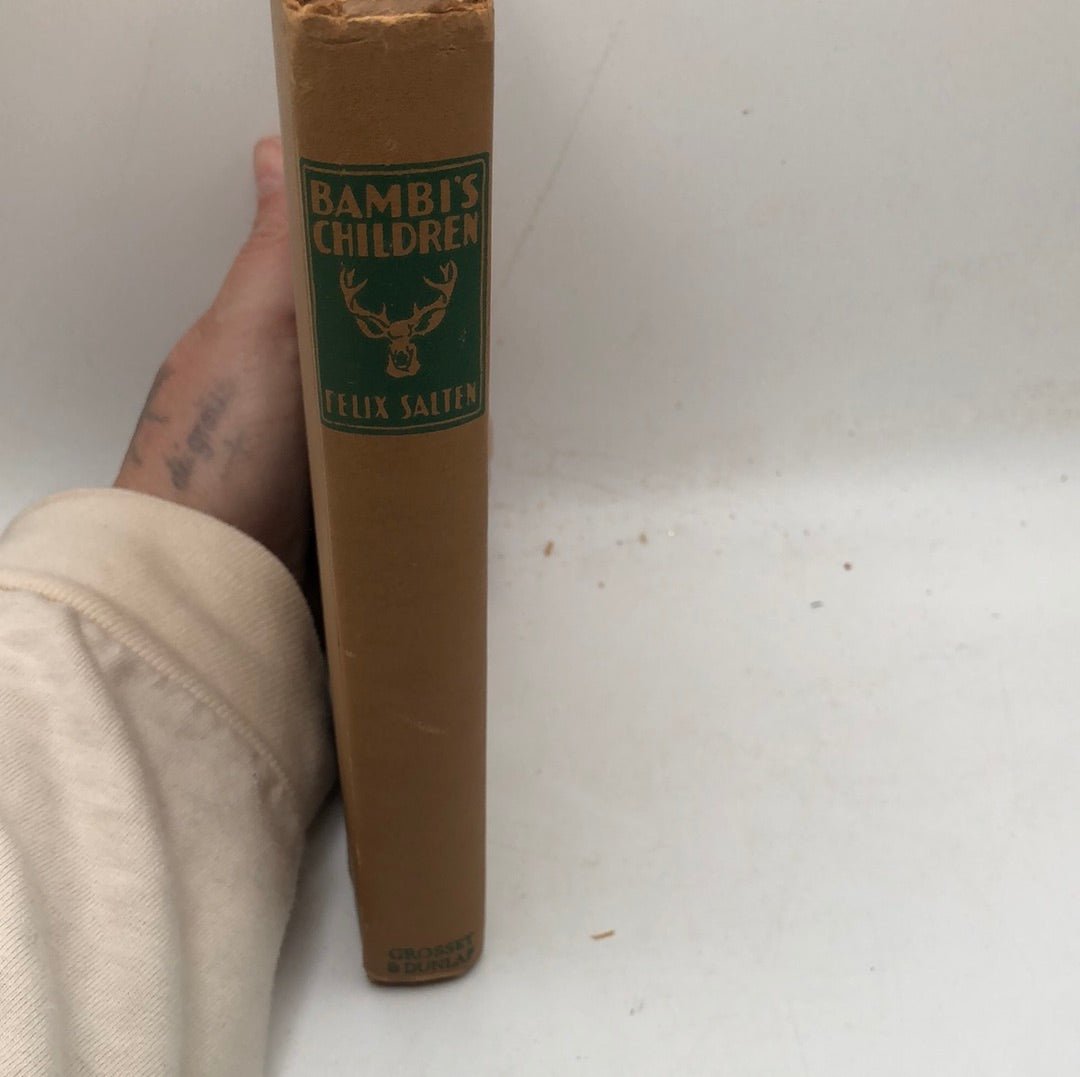 BAMBI'S
CHILDREN
FELIX SALTEN
GROSSET
& DUNLAP